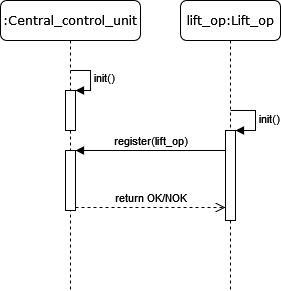 :Central_control_unit
lift_op:Lift_op
init()
init()
register(lift_op)
return OK/NOK